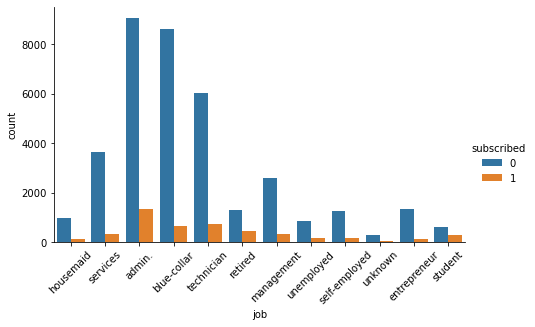 8000
6000
4000
2000
0
count
housemaid
services
admin.
blue-collar
technician
retired
management
unemployed
self-employed
unknown
entrepreneur
student
job
subscribed
0
1